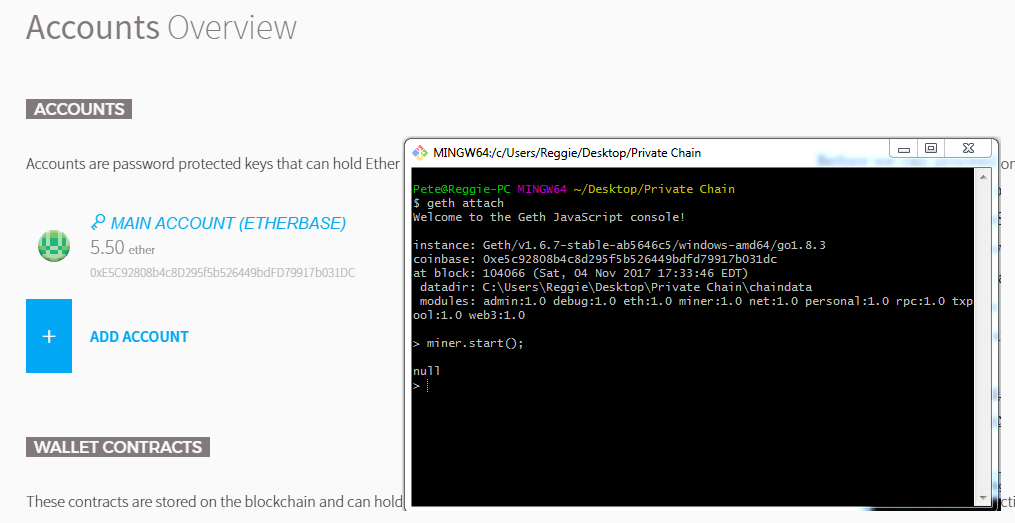 Accounts Overview
ACCOUNTS
Accounts are password protected keys that can hold Ether
MAIN ACCOUNT (ETHERBASE)
5.50 ether
0xE5C92808b4c8D295f5b526449bdFD79917b031DC
+
ADD ACCOUNT
WALLET CONTRACTS
These contracts are stored on the blockchain and can hold
MINGW64:/c/Users/Reggie/Desktop/Private Chain
Pete@Reggie-PC MINGW64 ~/Desktop/Private Chain
$ geth attach
Welcome to the Geth JavaScript console!
instance: Geth/v1.6.7-stable-ab5646c5/windows-amd64/go1.8.3
coinbase: 0xe5c92808b4c8d295f5b526449bdfd79917b031dc
at block: 104066 (Sat, 04 Nov 2017 17:33:46 EDT)
datadir: C:\Users\Reggie\Desktop\Private Chain\chaindata
modules: admin:1.0 debug:1.0 eth:1.0 miner:1.0 net:1.0 personal:1.0 rpc:1.0 txp
ool:1.0 web3:1.0
> miner.start();
null
>